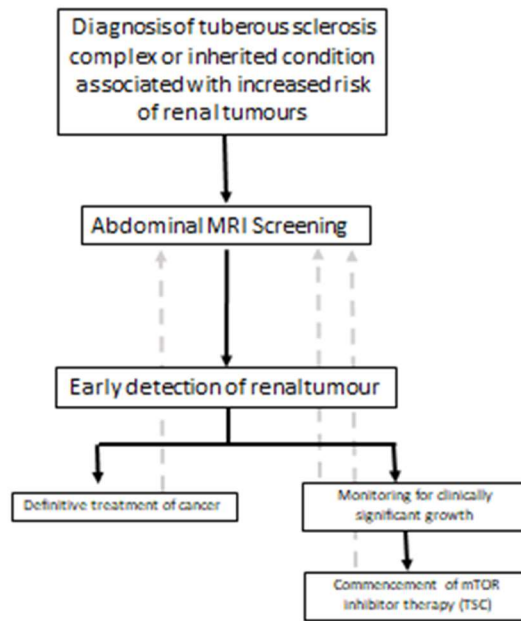 Diagnosis of tuberous sclerosis
complex or inherited condition
associated with increased risk
of renal tumours
Abdominal MRI Screening
Early detection of renal tumour
Definitive treatment of cancer
Monitoring for clinically
significant growth
Commencement of mTOR
inhibitor therapy (TSC)